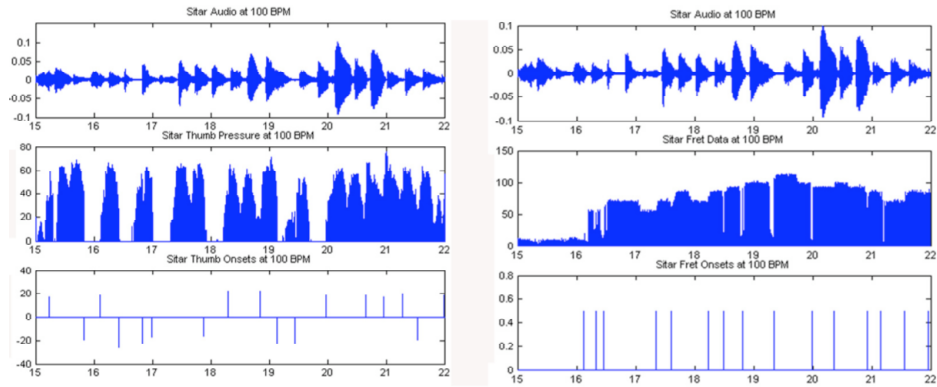 Sitar Audio at 100 BPM
0.1
0.05
0
-0.05
-0.1
15 16 17 18 19 20 21 22
Sitar Thumb Pressure at 100 BPM
80
60
40
20
0
15 16 17 18 19 20 21 22
Sitar Thumb Onsets at 100 BPM
40
20
0
-20
-40
15 16 17 18 19 20 21 22
Sitar Audio at 100 BPM
0.1
0.05
0
-0.05
-0.1
15 16 17 18 19 20 21 22
Sitar Fret Data at 100 BPM
150
100
50
0
15 16 17 18 19 20 21 22
Sitar Fret Onsets at 100 BPM
0.8
0.6
0.4
0.2
0
15 16 17 18 19 20 21 22